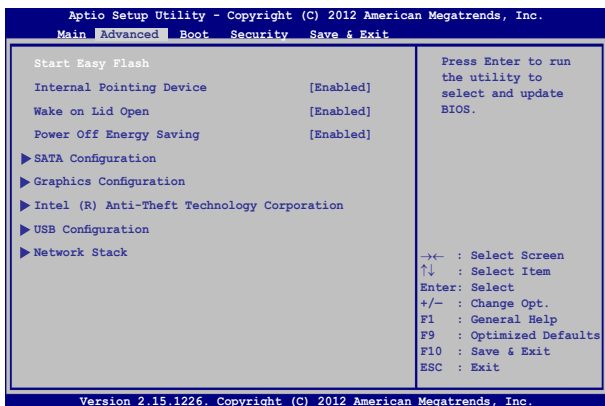 Aptio Setup Utility - Copyright (C) 2012 American Megatrends, Inc.
Main Advanced Boot Security Save & Exit
Start Easy Flash
Internal Pointing Device [Enabled]
Wake on Lid Open [Enabled]
Power Off Energy Saving [Enabled]
SATA Configuration
Graphics Configuration
Intel (R) Anti-Theft Technology Corporation
USB Configuration
Network Stack
Press Enter to run
the utility to
select and update
BIOS.
→← : Select Screen
↑↓ : Select Item
Enter: Select
+/— : Change Opt.
F1 : General Help
F9 : Optimized Defaults
F10 : Save & Exit
ESC : Exit
Version 2.15.1226. Copyright (C) 2012 American Megatrends, Inc.